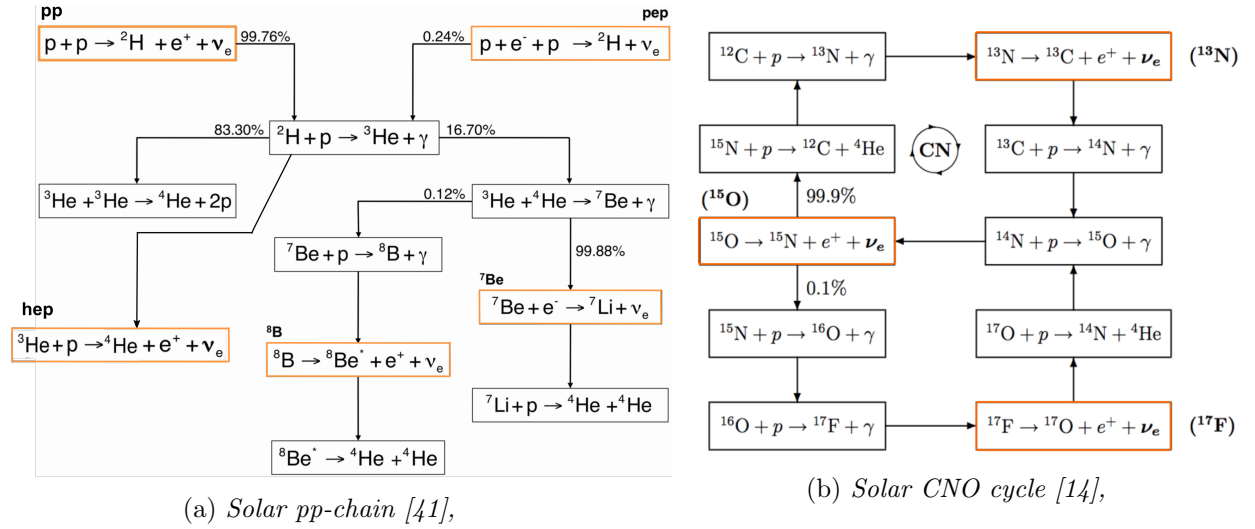 pp
p + p → ²H + e⁺ + νₑ
99.76%
0.24%
pep
p + e⁻ + p → ²H + νₑ
83.30%
²H + p → ³He + γ
16.70%
³He + ³He → ⁴He + 2p
0.12%
³He + ⁴He → ⁷Be + γ
⁷Be + p → ⁸B + γ
99.88%
hep
³He + p → ⁴He + e⁺ + νₑ
⁷Be
⁷Be + e⁻ → ⁷Li + νₑ
⁸B
⁸B → ⁸Be* + e⁺ + νₑ
⁷Li + p → ⁴He + ⁴He
⁸Be* → ⁴He + ⁴He
(a) Solar pp-chain [41],
¹²C + p → ¹³N + γ
¹³N → ¹³C + e⁺ + νₑ
(¹³N)
¹⁵N + p → ¹²C + ⁴He
CN
¹³C + p → ¹⁴N + γ
(¹⁵O)
99.9%
¹⁵O → ¹⁵N + e⁺ + νₑ
¹⁴N + p → ¹⁵O + γ
0.1%
¹⁵N + p → ¹⁶O + γ
¹⁷O + p → ¹⁴N + ⁴He
¹⁶O + p → ¹⁷F + γ
¹⁷F → ¹⁷O + e⁺ + νₑ
(¹⁷F)
(b) Solar CNO cycle [14],